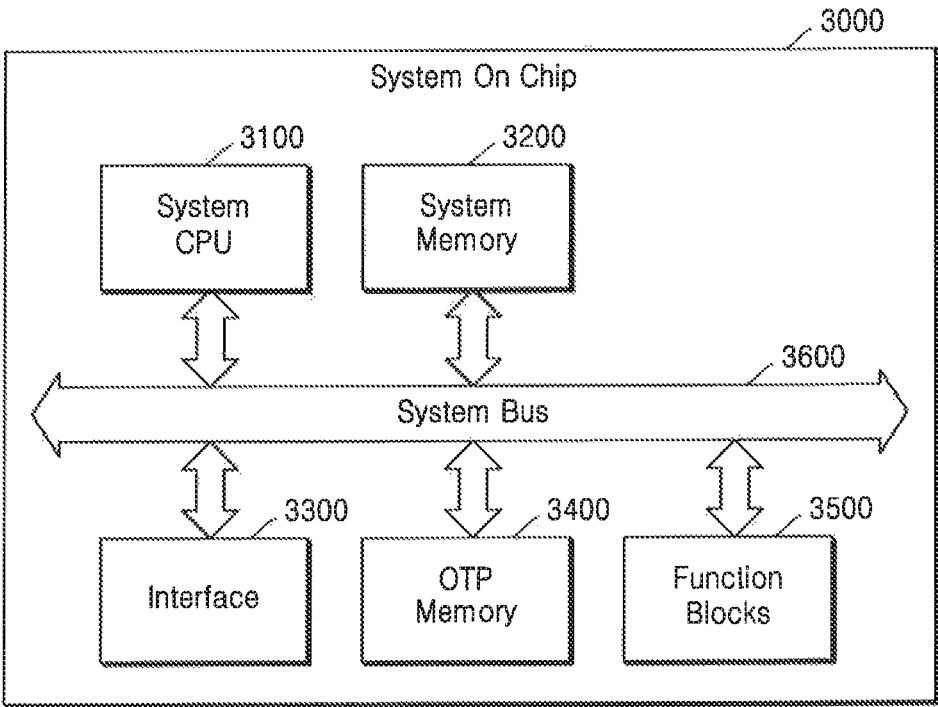 3000
System On Chip
3100
3200
System
CPU
System
Memory
3600
System Bus
3300
3400
3500
Interface
OTP
Memory
Function
Blocks